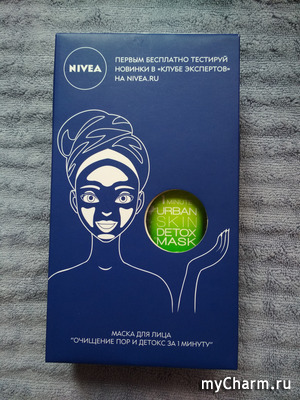 NIVEA
ПЕРВЫМ БЕСПЛАТНО ТЕСТИРУЙ
НОВИНКИ В «КЛУБЕ ЭКСПЕРТОВ»
НА NIVEA.RU
1 MINUTE
URBAN
SKIN
DETOX
MASK
МАСКА ДЛЯ ЛИЦА
"ОЧИЩЕНИЕ ПОР И ДЕТОКС ЗА 1 МИНУТУ"
myCharm.ru